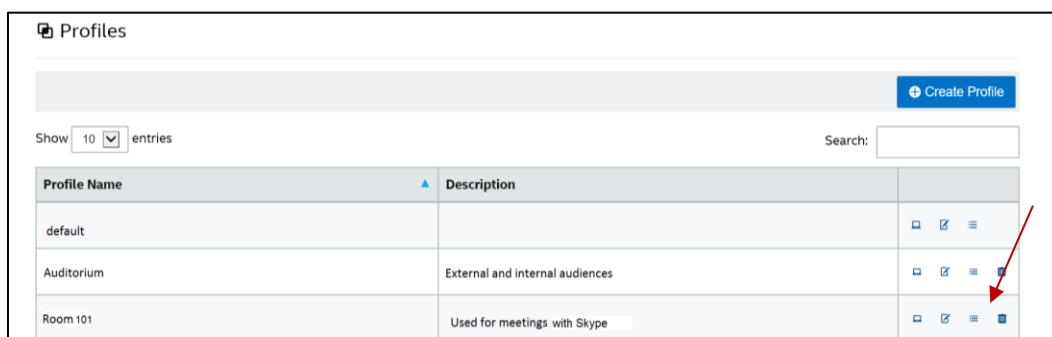 Profiles
Create Profile
Show 10 entries
Search:
Profile Name Description
default
Auditorium External and internal audiences
Room 101 Used for meetings with Skype